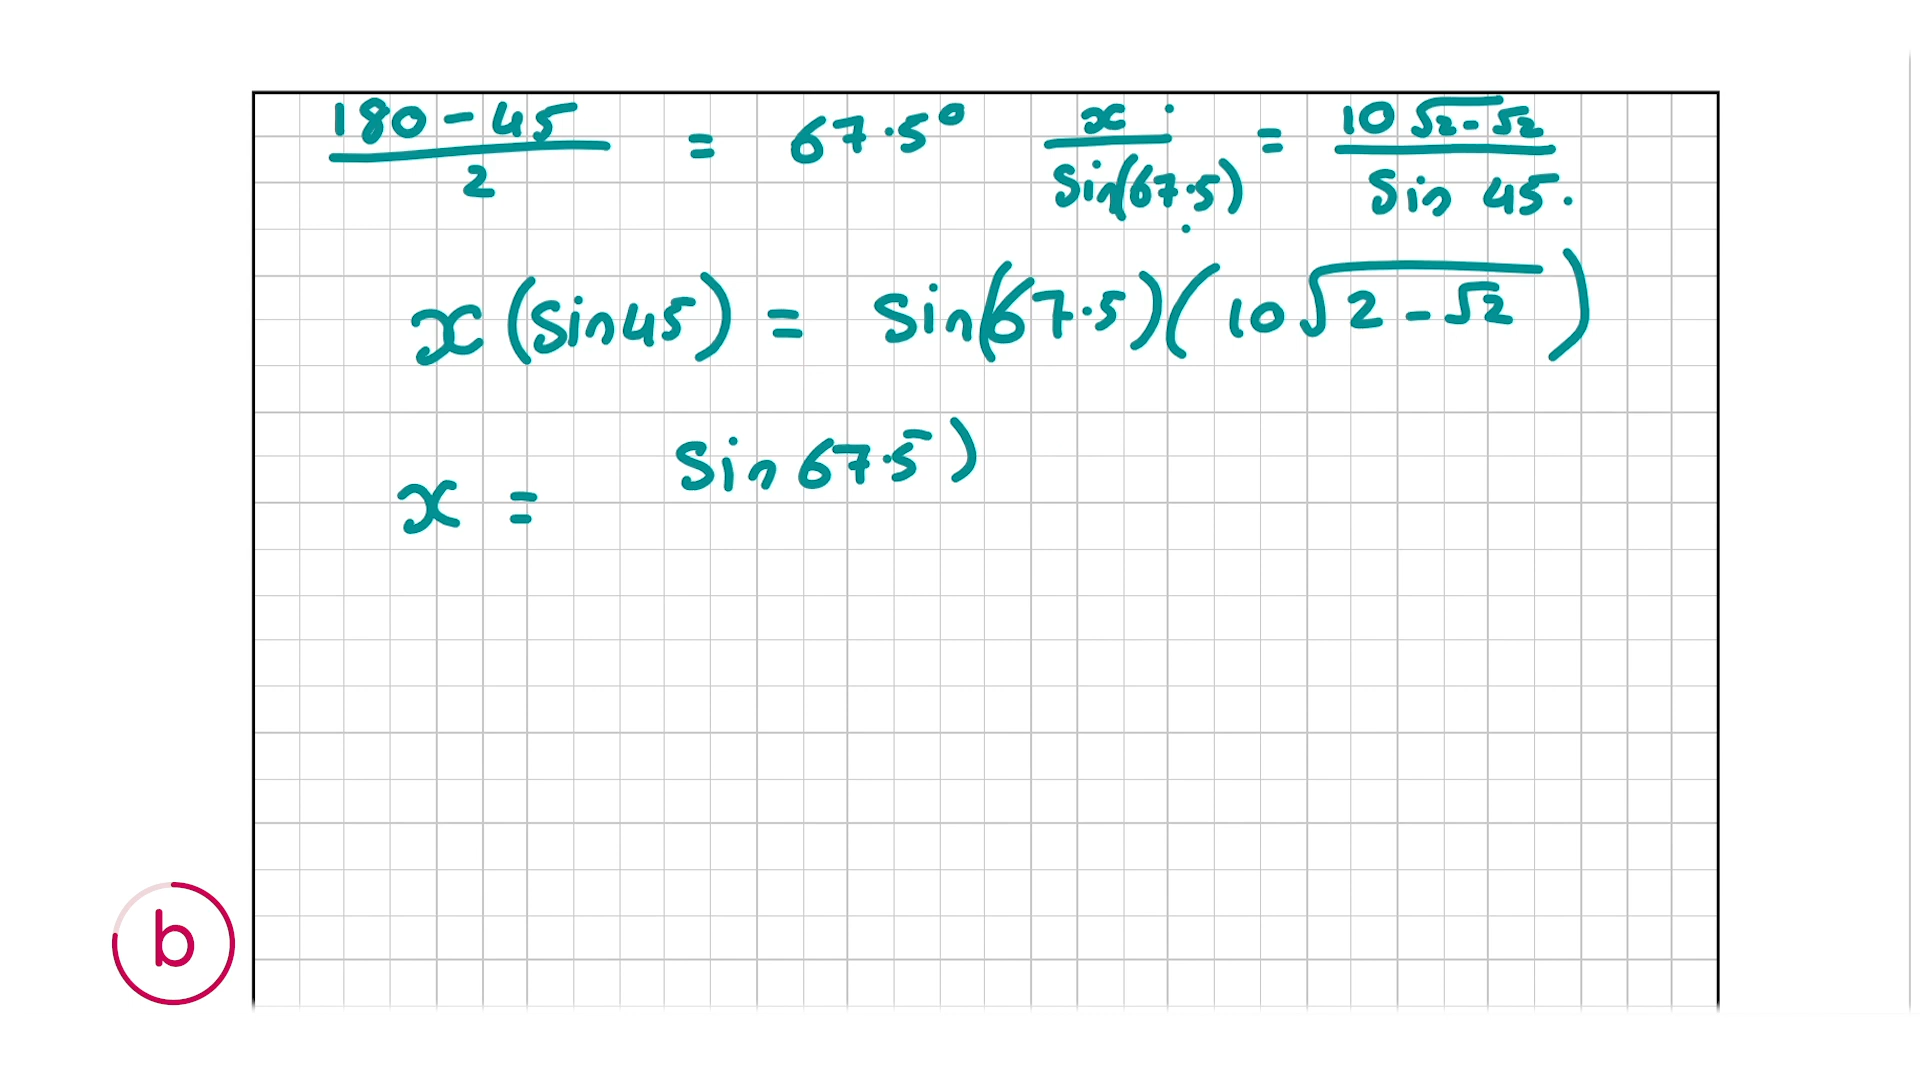 180 - 45 / 2 = 67.5° x / Sin(67.5) = 10 √2-√2 / Sin 45.
x (Sin45) = Sin(67.5)(10√2-√2)
x = Sin 67.5)
b